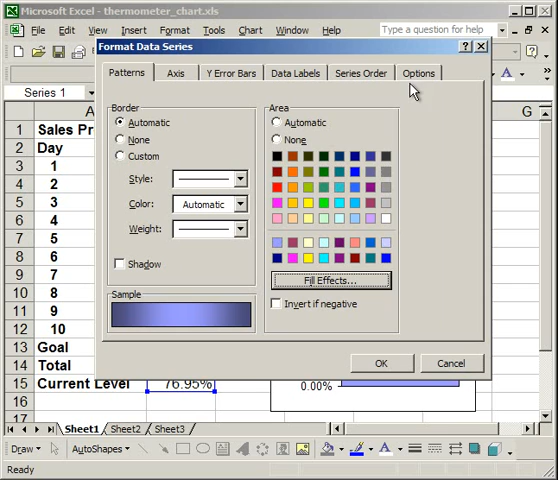 Microsoft Excel - thermometer_chart.xls
File Edit View Insert Format Tools Chart Window Help Type a question for help
Format Data Series
Patterns Axis Y Error Bars Data Labels Series Order Options
Series 1
A G
1 Sales Pr
2 Day
3 1
4 2
5 3
6 4
7 5
8 6
9 7
10 8
11 9
12 10
13 Goal
14 Total
15 Current Level 76.95% 0.00%
16
17
Border
Automatic
None
Custom
Style:
Color: Automatic
Weight:
Shadow
Sample
Area
Automatic
None
Fill Effects...
Invert if negative
OK Cancel
Sheet1 Sheet2 Sheet3
Draw AutoShapes
Ready